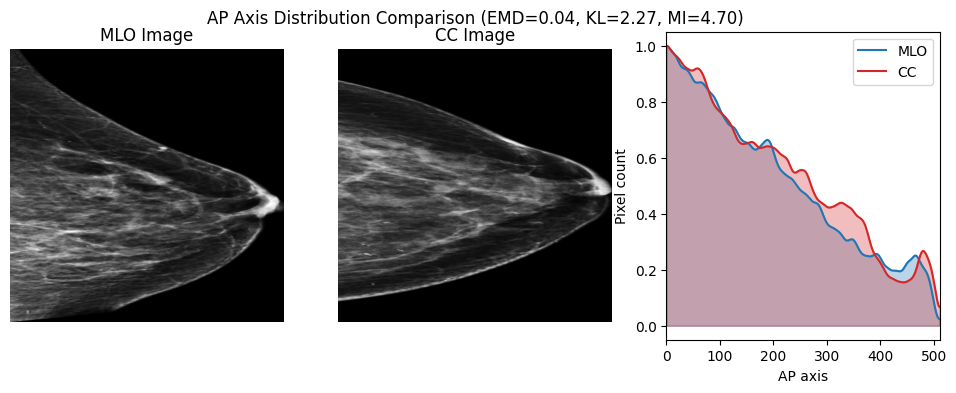 AP Axis Distribution Comparison (EMD=0.04, KL=2.27, MI=4.70)
MLO Image
CC Image
MLO
CC
Pixel count
1.0
0.8
0.6
0.4
0.2
0.0
0 100 200 300 400 500
AP axis